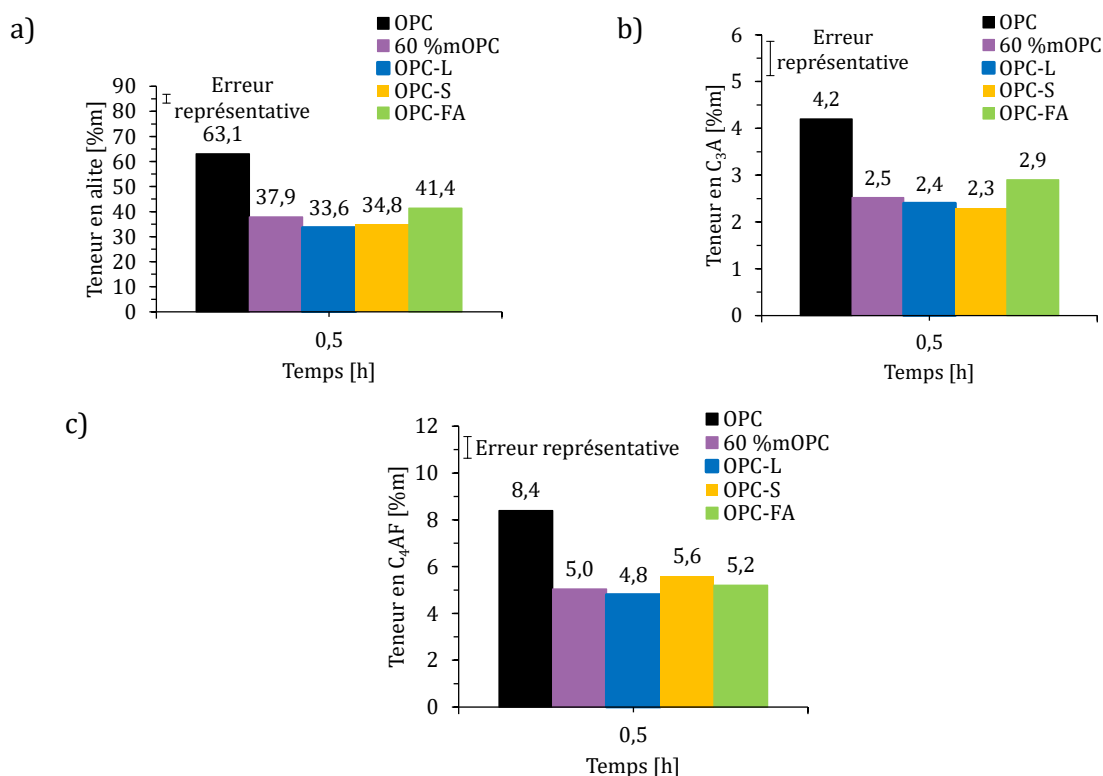 a)
OPC
60 %mOPC
OPC-L
OPC-S
OPC-FA
Erreur
représentative
Teneur en alite [%m]
90
80
70
60
50
40
30
20
10
0
63,1
37,9
33,6
34,8
41,4
0,5
Temps [h]
b)
OPC
60 %mOPC
OPC-L
OPC-S
OPC-FA
Erreur
représentative
Teneur en C₃A [%m]
6
5
4
3
2
1
0
4,2
2,5
2,4
2,3
2,9
0,5
Temps [h]
c)
OPC
60 %mOPC
OPC-L
OPC-S
OPC-FA
Erreur représentative
Teneur en C₄AF [%m]
12
10
8
6
4
2
0
8,4
5,0
4,8
5,6
5,2
0,5
Temps [h]